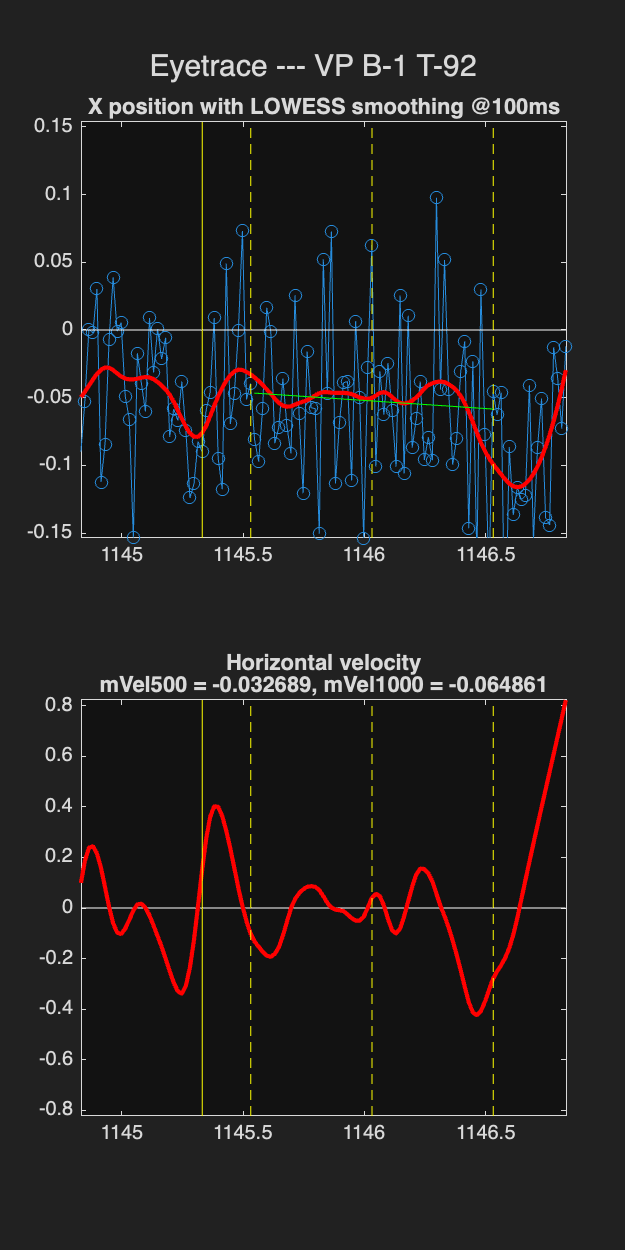 Eyetrace --- VP B-1 T-92
X position with LOWESS smoothing @100ms
0.15
0.1
0.05
0
-0.05
-0.1
-0.15
1145 1145.5 1146 1146.5
Horizontal velocity
mVel500 = -0.032689, mVel1000 = -0.064861
0.8
0.6
0.4
0.2
0
-0.2
-0.4
-0.6
-0.8
1145 1145.5 1146 1146.5